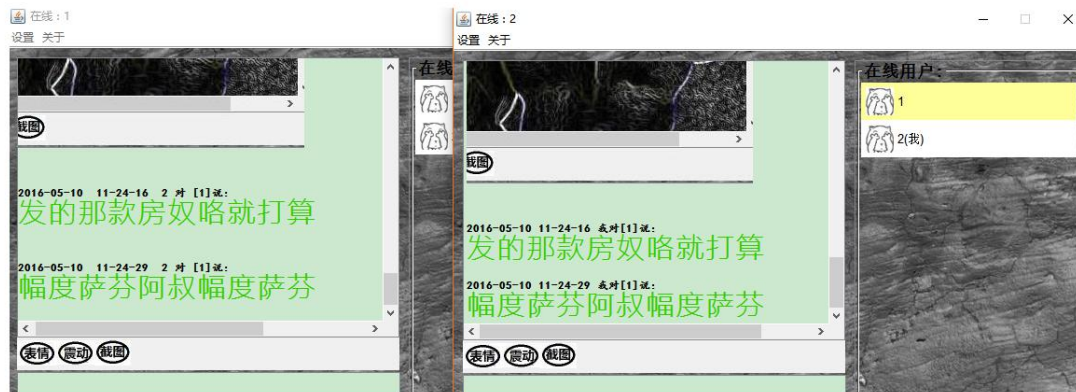 在线：1
设置 关于
截图
2016-05-10 11-24-16 2 对 [1]说:
发的那款房奴咯就打算
2016-05-10 11-24-29 2 对 [1]说:
幅度萨芬阿叔幅度萨芬
表情 震动 截图
在线
在线：2
设置 关于
截图
2016-05-10 11-24-16 我对[1]说:
发的那款房奴咯就打算
2016-05-10 11-24-29 我对[1]说:
幅度萨芬阿叔幅度萨芬
表情 震动 截图
在线用户:
1
2(我)